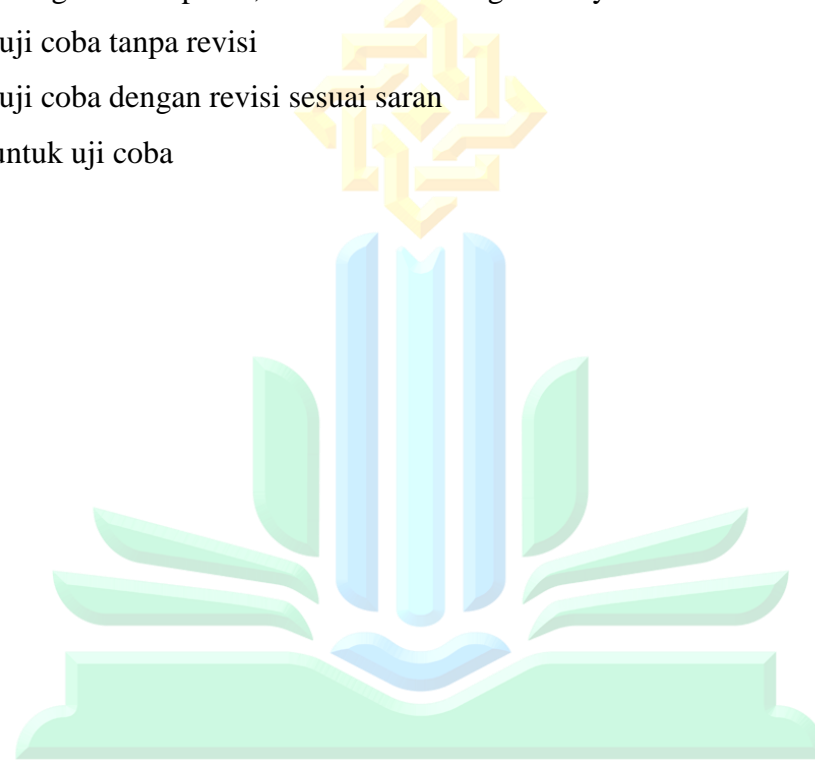 uji coba tanpa revisi
uji coba dengan revisi sesuai saran
untuk uji coba